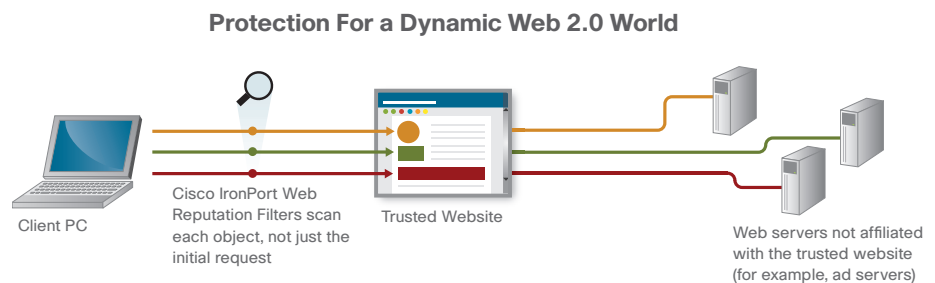 Protection For a Dynamic Web 2.0 World
Client PC
Cisco IronPort Web
Reputation Filters scan
each object, not just the
initial request
Trusted Website
Web servers not affiliated
with the trusted website
(for example, ad servers)